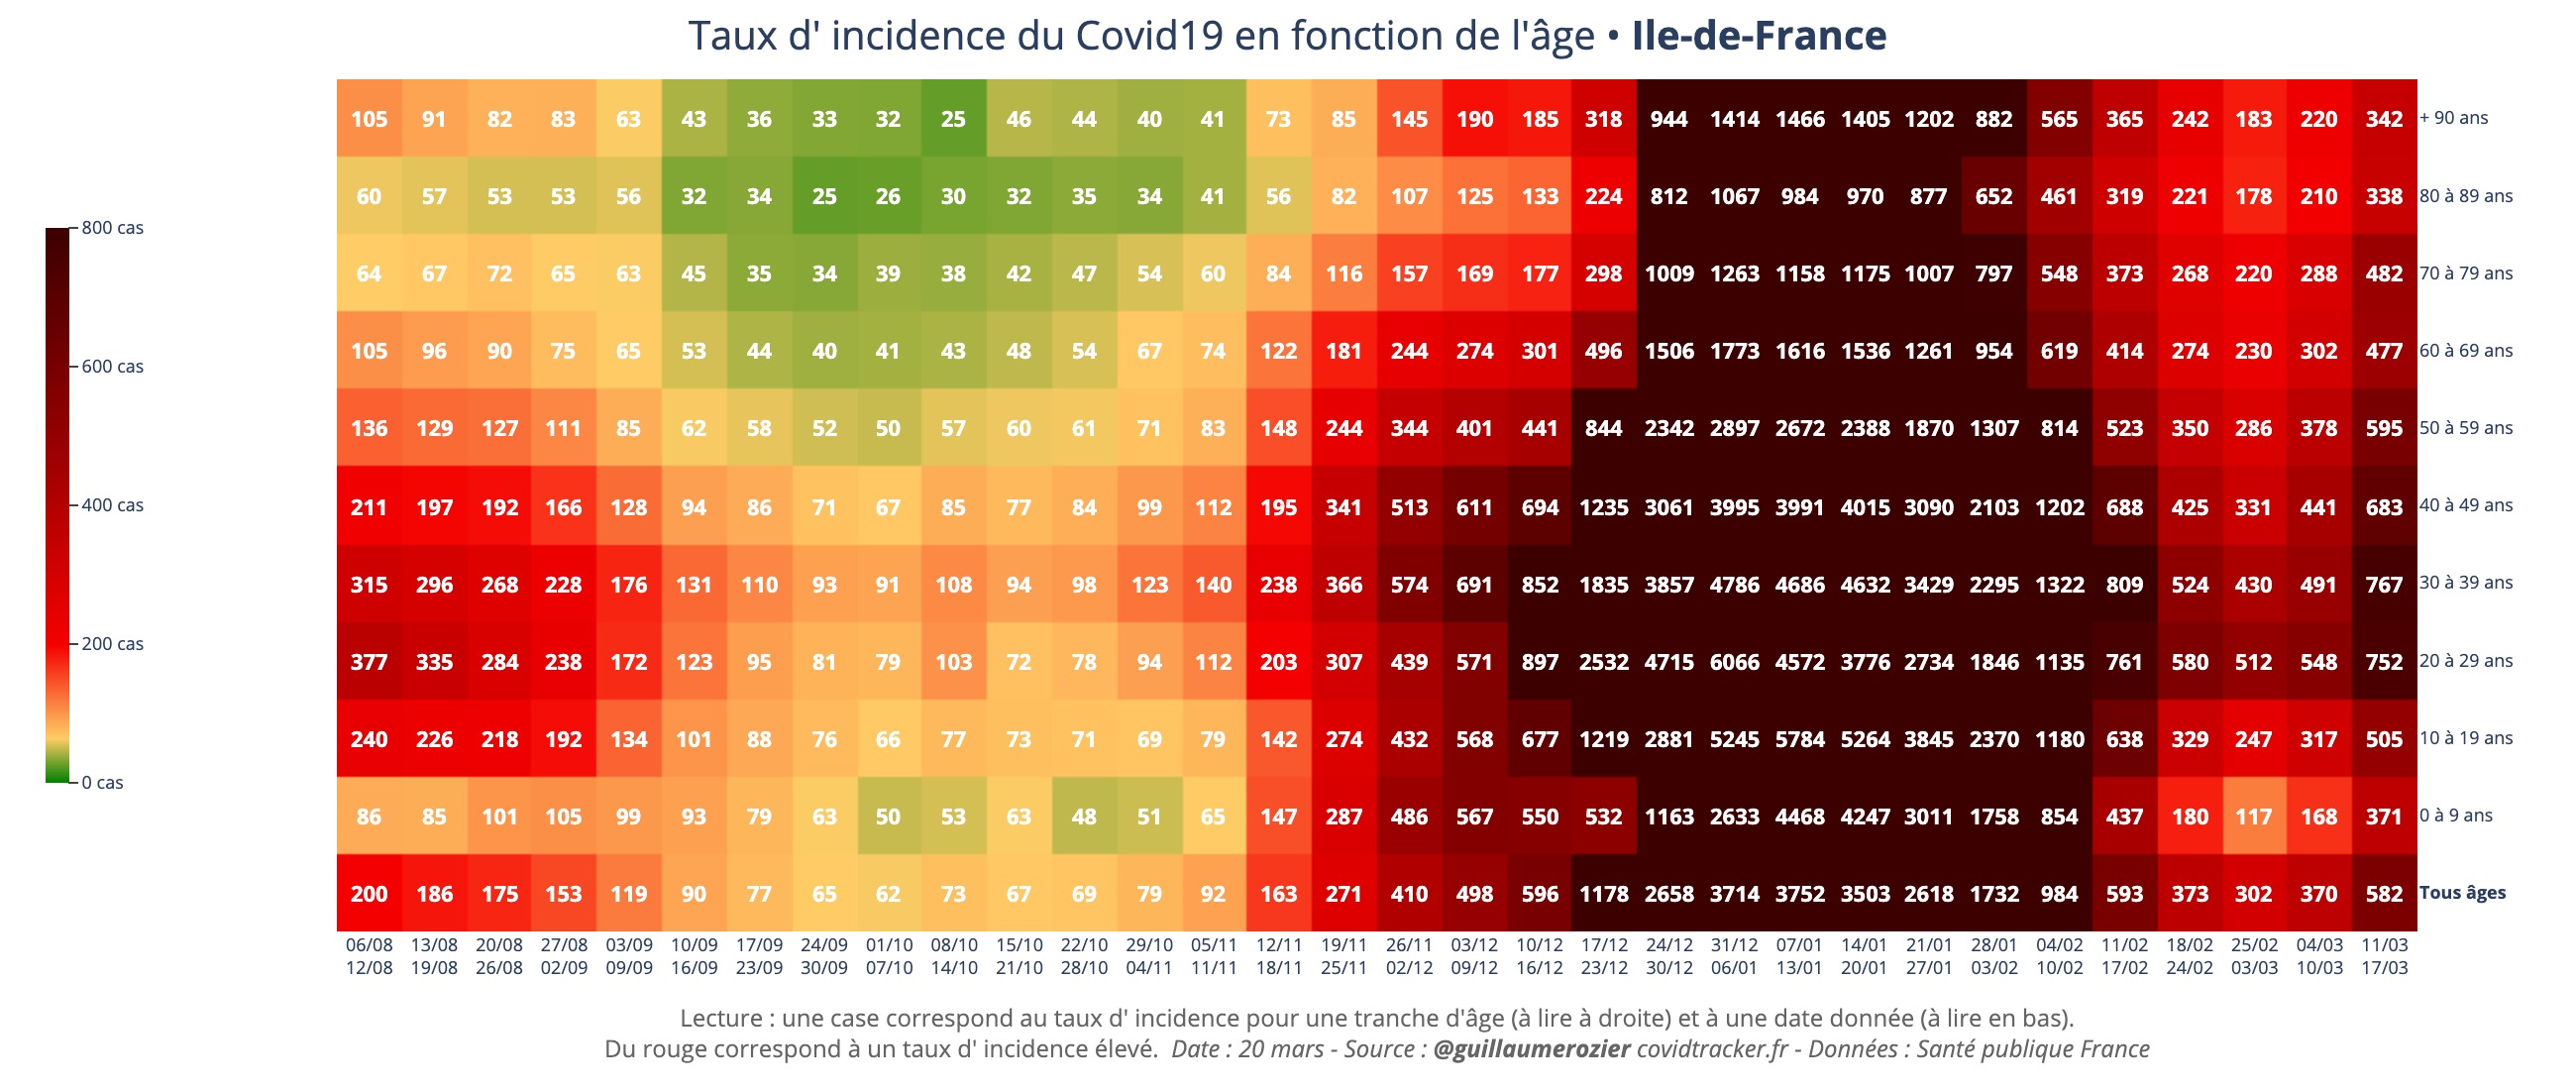 Taux d' incidence du Covid19 en fonction de l'âge • Ile-de-France
105 91 82 83 63 43 36 33 32 25 46 44 40 41 73 85 145 190 185 318 944 1414 1466 1405 1202 882 565 365 242 183 220 342 + 90 ans
60 57 53 53 56 32 34 25 26 30 32 35 34 41 56 82 107 125 133 224 812 1067 984 970 877 652 461 319 221 178 210 338 80 à 89 ans
800 cas
64 67 72 65 63 45 35 34 39 38 42 47 54 60 84 116 157 169 177 298 1009 1263 1158 1175 1007 797 548 373 268 220 288 482 70 à 79 ans
105 96 90 75 65 53 44 40 41 43 48 54 67 74 122 181 244 274 301 496 1506 1773 1616 1536 1261 954 619 414 274 230 302 477 60 à 69 ans
600 cas
136 129 127 111 85 62 58 52 50 57 60 61 71 83 148 244 344 401 441 844 2342 2897 2672 2388 1870 1307 814 523 350 286 378 595 50 à 59 ans
400 cas
211 197 192 166 128 94 86 71 67 85 77 84 99 112 195 341 513 611 694 1235 3061 3995 3991 4015 3090 2103 1202 688 425 331 441 683 40 à 49 ans
315 296 268 228 176 131 110 93 91 108 94 98 123 140 238 366 574 691 852 1835 3857 4786 4686 4632 3429 2295 1322 809 524 430 491 767 30 à 39 ans
200 cas
377 335 284 238 172 123 95 81 79 103 72 78 94 112 203 307 439 571 897 2532 4715 6066 4572 3776 2734 1846 1135 761 580 512 548 752 20 à 29 ans
240 226 218 192 134 101 88 76 66 77 73 71 69 79 142 274 432 568 677 1219 2881 5245 5784 5264 3845 2370 1180 638 329 247 317 505 10 à 19 ans
0 cas
86 85 101 105 99 93 79 63 50 53 63 48 51 65 147 287 486 567 550 532 1163 2633 4468 4247 3011 1758 854 437 180 117 168 371 0 à 9 ans
200 186 175 153 119 90 77 65 62 73 67 69 79 92 163 271 410 498 596 1178 2658 3714 3752 3503 2618 1732 984 593 373 302 370 582 Tous âges
06/08 13/08 20/08 27/08 03/09 10/09 17/09 24/09 01/10 08/10 15/10 22/10 29/10 05/11 12/11 19/11 26/11 03/12 10/12 17/12 24/12 31/12 07/01 14/01 21/01 28/01 04/02 11/02 18/02 25/02 04/03 11/03
12/08 19/08 26/08 02/09 09/09 16/09 23/09 30/09 07/10 14/10 21/10 28/10 04/11 11/11 18/11 25/11 02/12 09/12 16/12 23/12 30/12 06/01 13/01 20/01 27/01 03/02 10/02 17/02 24/02 03/03 10/03 17/03
Lecture : une case correspond au taux d' incidence pour une tranche d'âge (à lire à droite) et à une date donnée (à lire en bas).
Du rouge correspond à un taux d' incidence élevé. Date : 20 mars - Source : @guillaumerozier covidtracker.fr - Données : Santé publique France